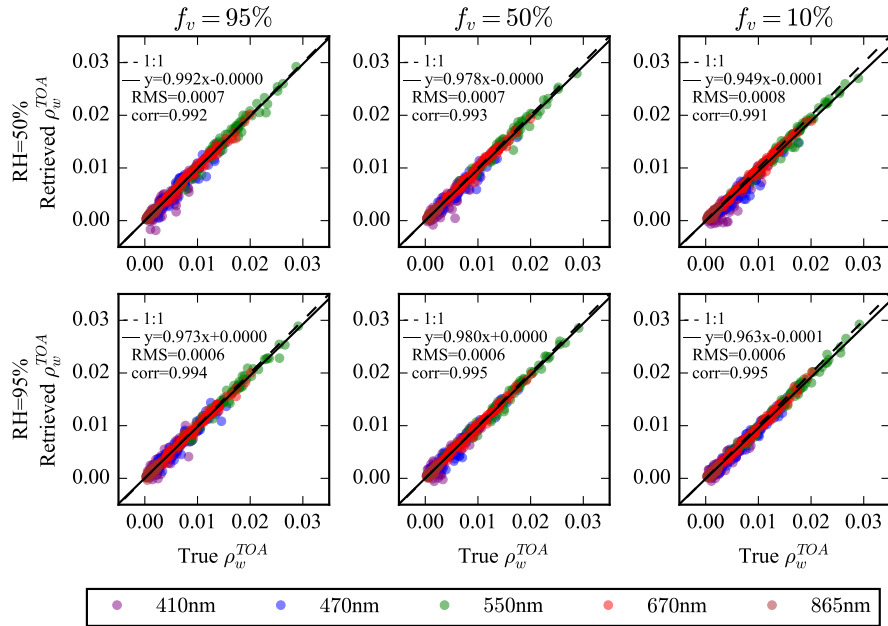 f_v = 95% f_v = 50% f_v = 10%
RH=50%
Retrieved ρ_w^{TOA}
0.03
0.02
0.01
0.00
- - 1:1
— y=0.992x-0.0000
RMS=0.0007
corr=0.992
- - 1:1
— y=0.978x-0.0000
RMS=0.0007
corr=0.993
- - 1:1
— y=0.949x-0.0001
RMS=0.0008
corr=0.991
0.00 0.01 0.02 0.03 0.00 0.01 0.02 0.03 0.00 0.01 0.02 0.03
RH=95%
Retrieved ρ_w^{TOA}
0.03
0.02
0.01
0.00
- - 1:1
— y=0.973x+0.0000
RMS=0.0006
corr=0.994
- - 1:1
— y=0.980x+0.0000
RMS=0.0006
corr=0.995
- - 1:1
— y=0.963x-0.0001
RMS=0.0006
corr=0.995
0.00 0.01 0.02 0.03 0.00 0.01 0.02 0.03 0.00 0.01 0.02 0.03
True ρ_w^{TOA} True ρ_w^{TOA} True ρ_w^{TOA}
410nm 470nm 550nm 670nm 865nm